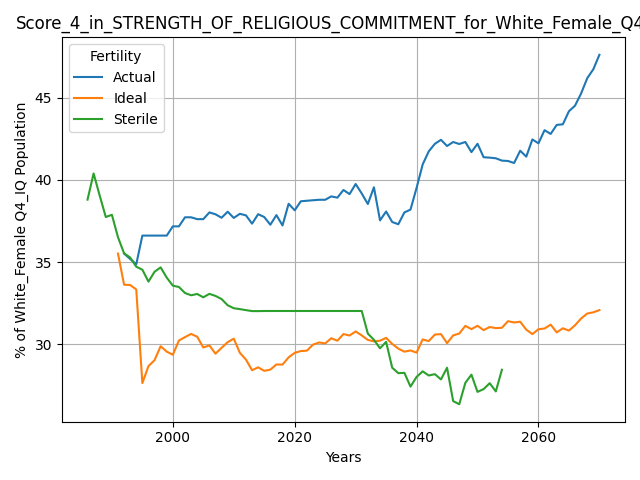 Score_4_in_STRENGTH_OF_RELIGIOUS_COMMITMENT_for_White_Female_Q4
Fertility
Actual
Ideal
Sterile
% of White_Female Q4_IQ Population
45
40
35
30
2000
2020
2040
2060
Years